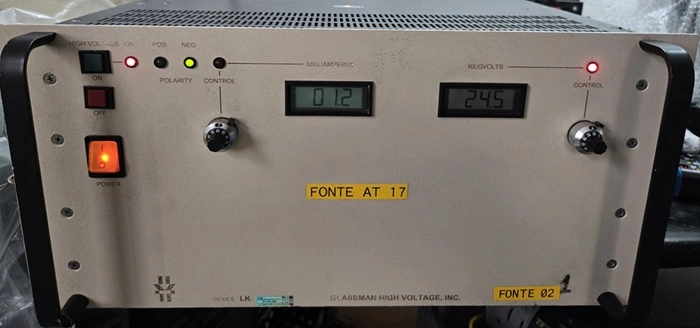 HIGH VOLTAGE ON POS NEG
MILLIAMPERES
KILOVOLTS
ON
POLARITY
CONTROL
CONTROL
OFF
01.2
24.5
POWER
FONTE AT 17
SERIES LK
GLASSMAN HIGH VOLTAGE, INC.
FONTE 02